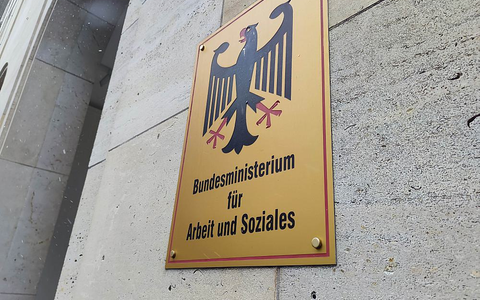 Bundesministerium
für
Arbeit und Soziales